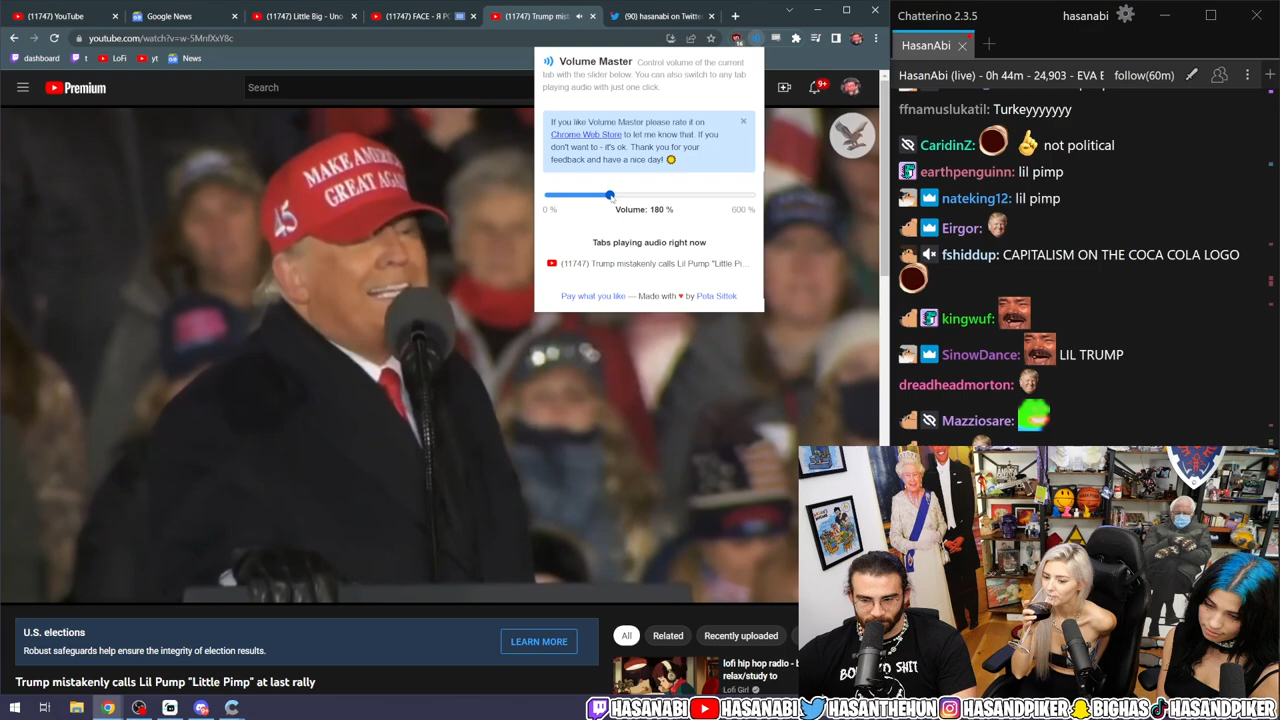 (11747) YouTube
Google News
(11747) Little Big - Uno
(11747) FACE - Я РО
(11747) Trump mist
(90) hasanabi on Twitte
youtube.com/watch?v=w-SMnfXxY8c
16
dashboard
t
LoFi
yt
News
Premium
Search
9+
Volume Master Control volume of the current
tab with the slider below. You can also switch to any tab
playing audio with just one click.
If you like Volume Master please rate it on
Chrome Web Store to let me know that. If you
don't want to - it's ok. Thank you for your
feedback and have a nice day!
0 %
Volume: 180 %
600 %
Tabs playing audio right now
(11747) Trump mistakenly calls Lil Pump "Little Pi...
Pay what you like — Made with ♥ by Peta Sittek
MAKE AMERICA
GREAT AGAIN
45
U.S. elections
Robust safeguards help ensure the integrity of election results.
LEARN MORE
Trump mistakenly calls Lil Pump "Little Pimp" at last rally
All
Related
Recently uploaded
lofi hip hop radio - b
relax/study to
Lofi Girl
Chatterino 2.3.5
hasanabi
HasanAbi
HasanAbi (live) - 0h 44m - 24,903 - EVA E
follow(60m)
ffnamuslukatil: Turkeyyyyyy
CaridinZ: not political
earthpenguinn: lil pimp
nateking12: lil pimp
Eirgor:
fshiddup: CAPITALISM ON THE COCA COLA LOGO
kingwuf:
SinowDance: LIL TRUMP
dreadheadmorton:
Mazziosare:
HASANABI
HASANABI
HASANTHEHUN
HASANDPIKER
BIGHAS
HASANDPIKER